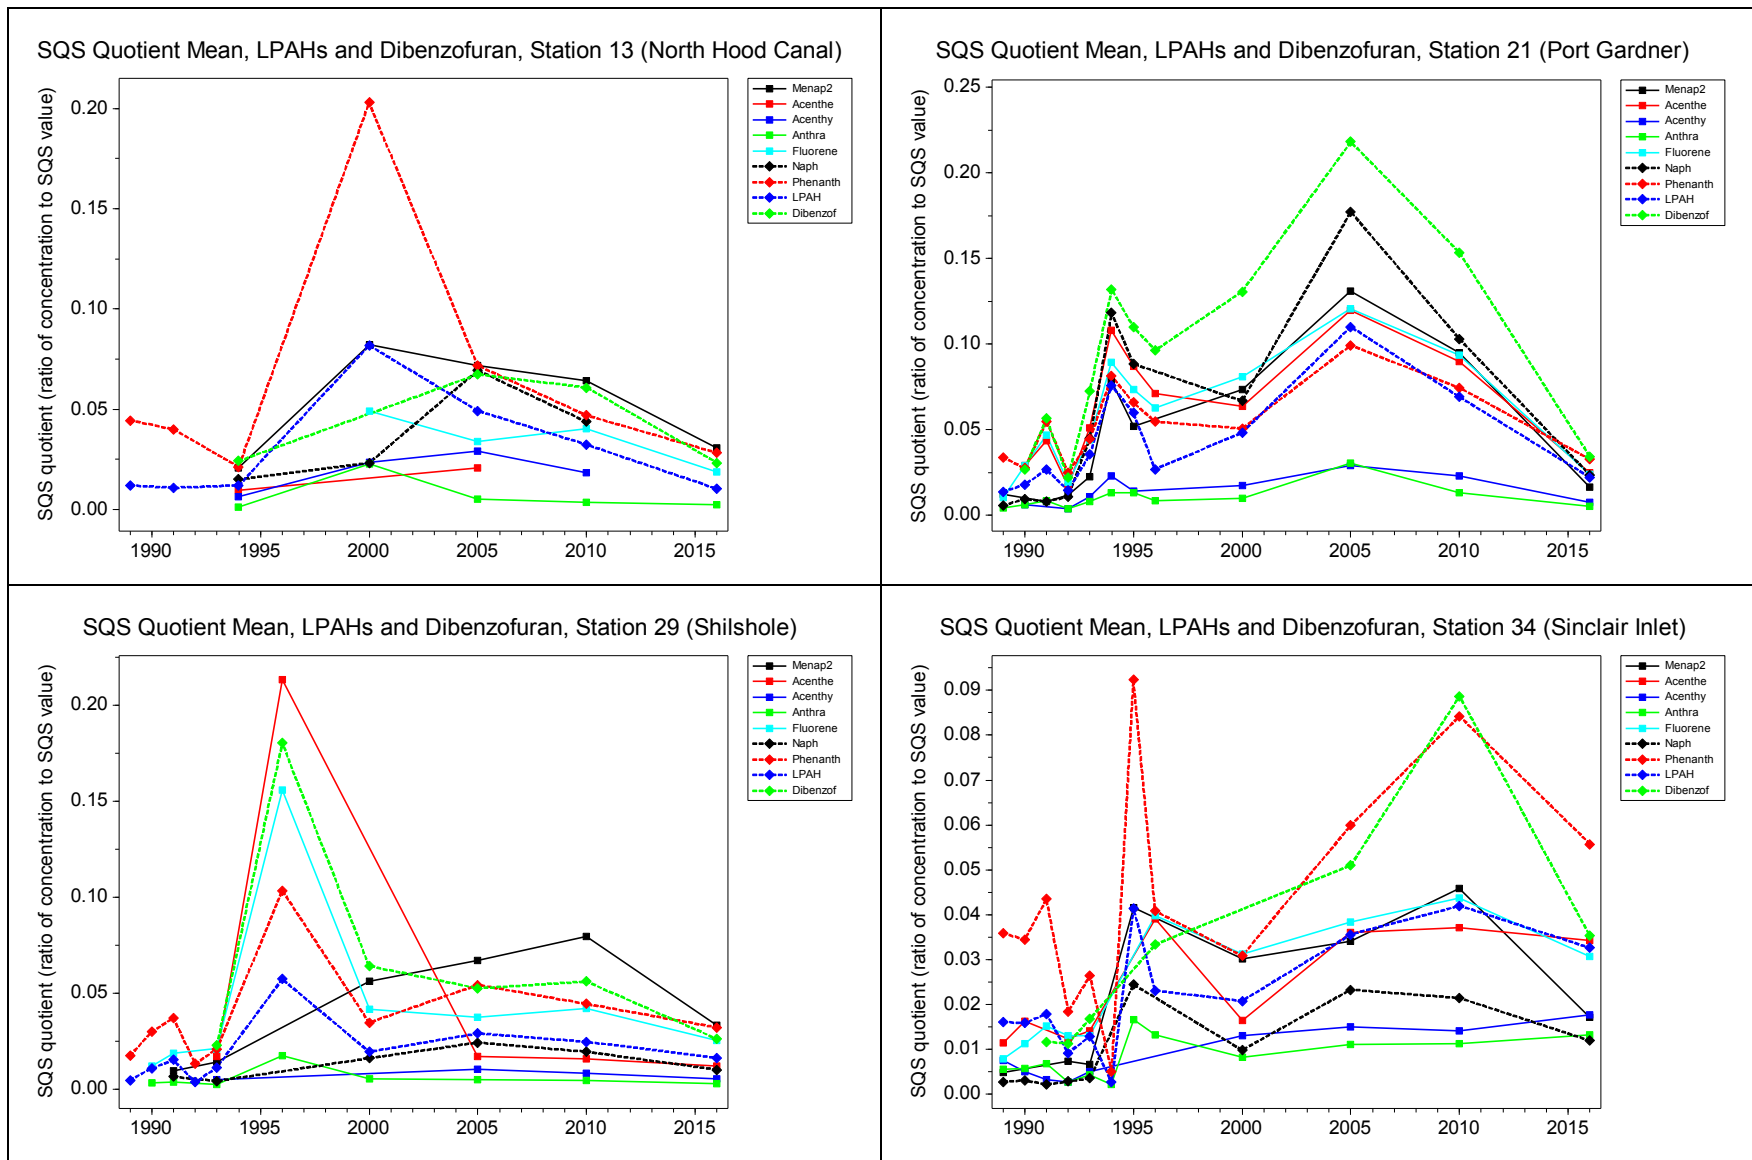 SQS Quotient Mean, LPAHs and Dibenzofuran, Station 13 (North Hood Canal)
SQS quotient (ratio of concentration to SQS value)
0.20
0.15
0.10
0.05
0.00
1990 1995 2000 2005 2010 2015
Menap2
Acenthe
Acenthy
Anthra
Fluorene
Naph
Phenanth
LPAH
Dibenzof
SQS Quotient Mean, LPAHs and Dibenzofuran, Station 21 (Port Gardner)
SQS quotient (ratio of concentration to SQS value)
0.25
0.20
0.15
0.10
0.05
0.00
1990 1995 2000 2005 2010 2015
Menap2
Acenthe
Acenthy
Anthra
Fluorene
Naph
Phenanth
LPAH
Dibenzof
SQS Quotient Mean, LPAHs and Dibenzofuran, Station 29 (Shilshole)
SQS quotient (ratio of concentration to SQS value)
0.20
0.15
0.10
0.05
0.00
1990 1995 2000 2005 2010 2015
Menap2
Acenthe
Acenthy
Anthra
Fluorene
Naph
Phenanth
LPAH
Dibenzof
SQS Quotient Mean, LPAHs and Dibenzofuran, Station 34 (Sinclair Inlet)
SQS quotient (ratio of concentration to SQS value)
0.09
0.08
0.07
0.06
0.05
0.04
0.03
0.02
0.01
0.00
1990 1995 2000 2005 2010 2015
Menap2
Acenthe
Acenthy
Anthra
Fluorene
Naph
Phenanth
LPAH
Dibenzof